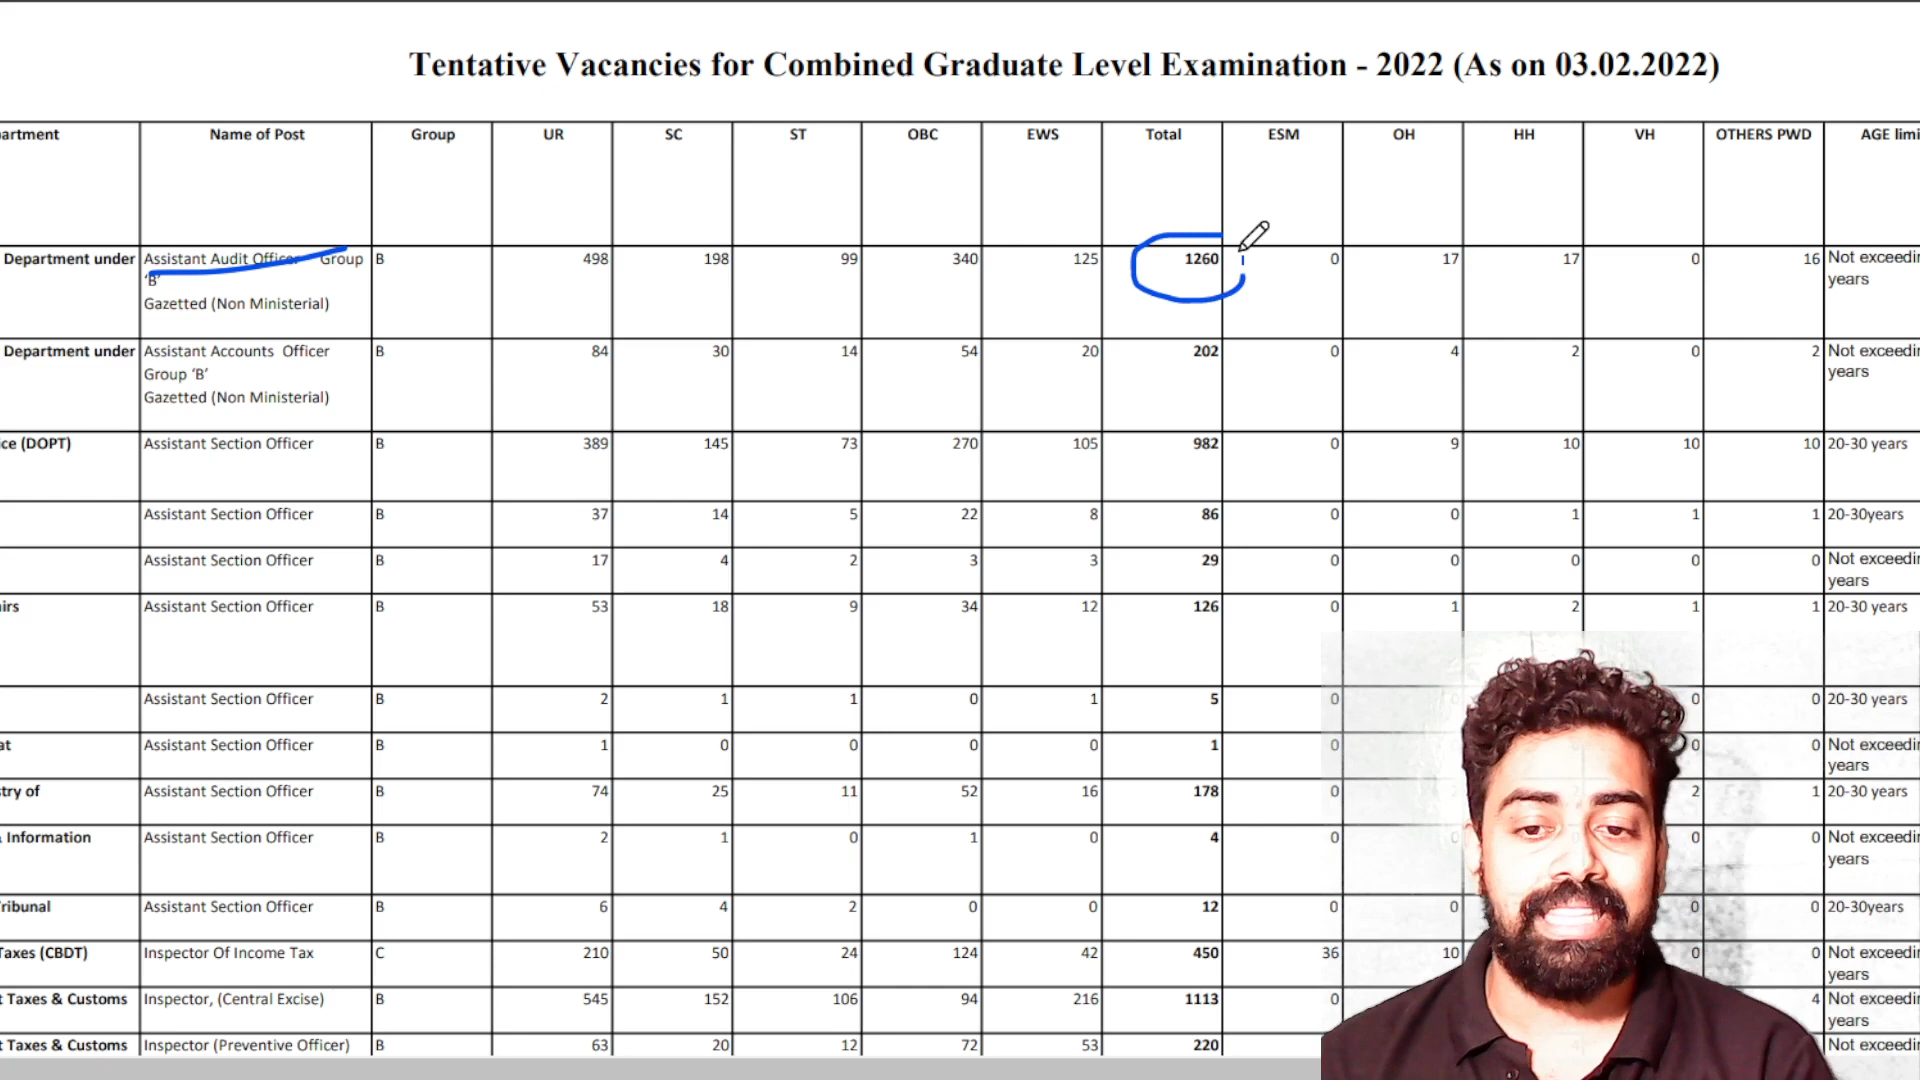 Tentative Vacancies for Combined Graduate Level Examination - 2022 (As on 03.02.2022)
artment Name of Post Group UR SC ST OBC EWS Total ESM OH HH VH OTHERS PWD AGE limi
Department under Assistant Audit Officer Group B 498 198 99 340 125 1260 0 17 17 0 16 Not exceedin
‘B’ years
Gazetted (Non Ministerial)
Department under Assistant Accounts Officer B 84 30 14 54 20 202 0 4 2 0 2 Not exceedin
Group ‘B’ years
Gazetted (Non Ministerial)
ice (DOPT) Assistant Section Officer B 389 145 73 270 105 982 0 9 10 10 10 20-30 years
Assistant Section Officer B 37 14 5 22 8 86 0 0 1 1 1 20-30years
Assistant Section Officer B 17 4 2 3 3 29 0 0 0 0 0 Not exceedin
years
airs Assistant Section Officer B 53 18 9 34 12 126 0 1 2 1 1 20-30 years
Assistant Section Officer B 2 1 1 0 1 5 0 0 0 20-30 years
at Assistant Section Officer B 1 0 0 0 0 1 0 0 0 Not exceedin
years
stry of Assistant Section Officer B 74 25 11 52 16 178 0 2 1 20-30 years
& Information Assistant Section Officer B 2 1 0 1 0 4 0 0 0 Not exceedin
years
Tribunal Assistant Section Officer B 6 4 2 0 0 12 0 0 0 0 20-30years
Taxes (CBDT) Inspector Of Income Tax C 210 50 24 124 42 450 36 10 0 0 Not exceedin
years
t Taxes & Customs Inspector, (Central Excise) B 545 152 106 94 216 1113 0 4 Not exceedin
years
t Taxes & Customs Inspector (Preventive Officer) B 63 20 12 72 53 220 Not exceedin